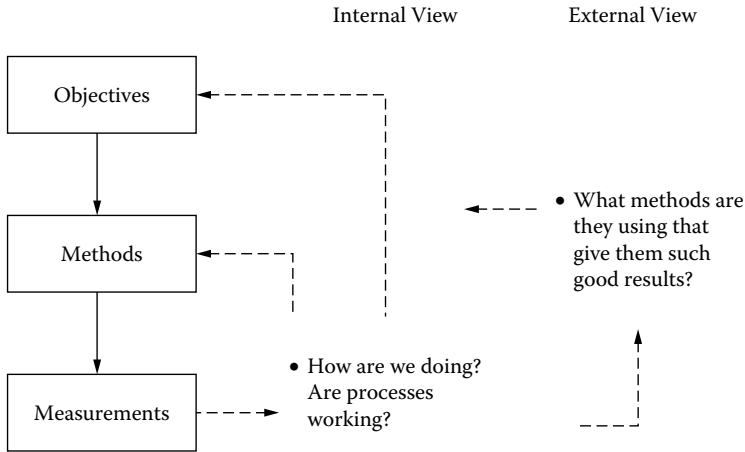 Internal View
External View
Objectives
Methods
Measurements
• How are we doing?
Are processes
working?
• What methods are
they using that
give them such
good results?